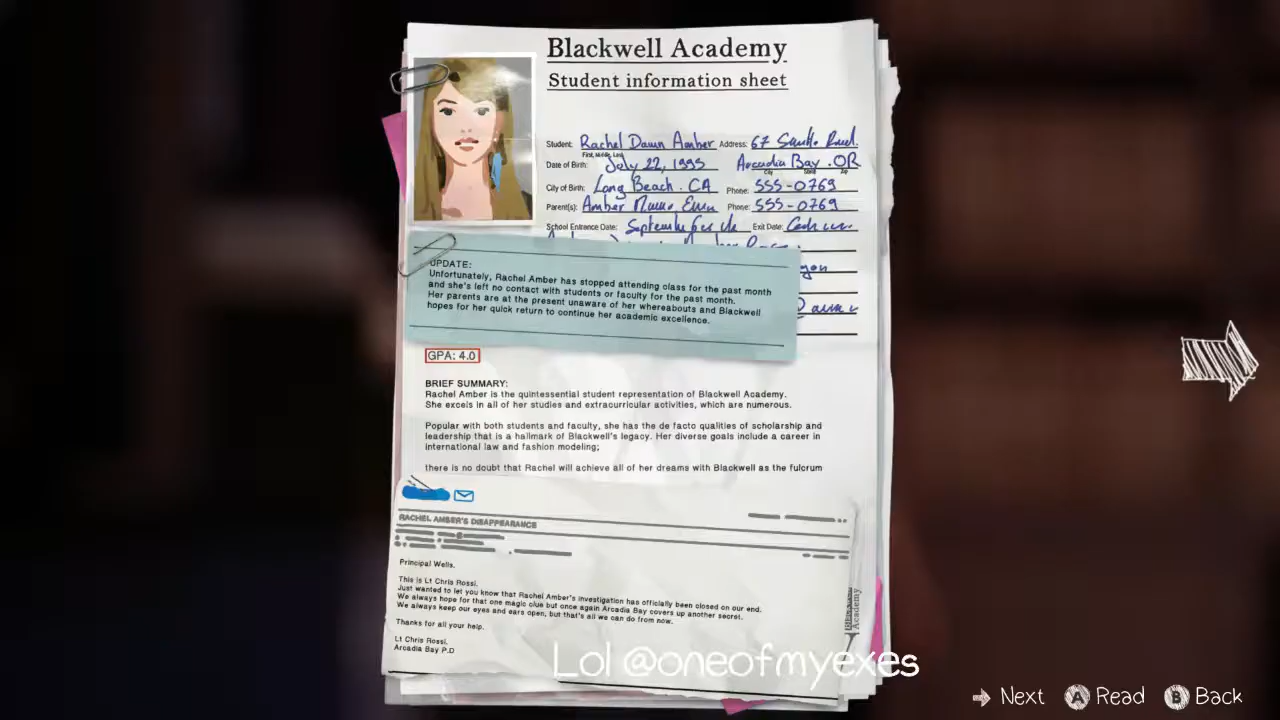 Blackwell Academy
Student information sheet
Student: Rachel Dawn Amber Address: 67
First, Middle, Last
Date of Birth: July 22, 1995 Arcadia Bay . OR
City State Zip
City of Birth: Long Beach . CA Phone: 555-0769
Parent(s): Amber Phone: 555-0769
School Entrance Date: September Exit Date:
UPDATE:
Unfortunately, Rachel Amber has stopped attending class for the past month
and she's left no contact with students or faculty for the past month.
Her parents are at the present unaware of her whereabouts and Blackwell
hopes for her quick return to continue her academic excellence.
GPA: 4.0
BRIEF SUMMARY:
Rachel Amber is the quintessential student representation of Blackwell Academy.
She excels in all of her studies and extracurricular activities, which are numerous.
Popular with both students and faculty, she has the de facto qualities of scholarship and
leadership that is a hallmark of Blackwell's legacy. Her diverse goals include a career in
international law and fashion modeling;
there is no doubt that Rachel will achieve all of her dreams with Blackwell as the fulcrum
RACHEL AMBER'S DISAPPEARANCE
Principal Wells.
This is Lt Chris Rossi.
Just wanted to let you know that Rachel Amber's investigation has officially been closed on our end.
We always hope for that one magic clue but once again Arcadia Bay covers up another secret.
We always keep our eyes and ears open, but that's all we can do from now.
Thanks for all your help.
Lt Chris Rossi.
Arcadia Bay P.D
Academy
Lol @oneofmyexes
Next A Read B Back